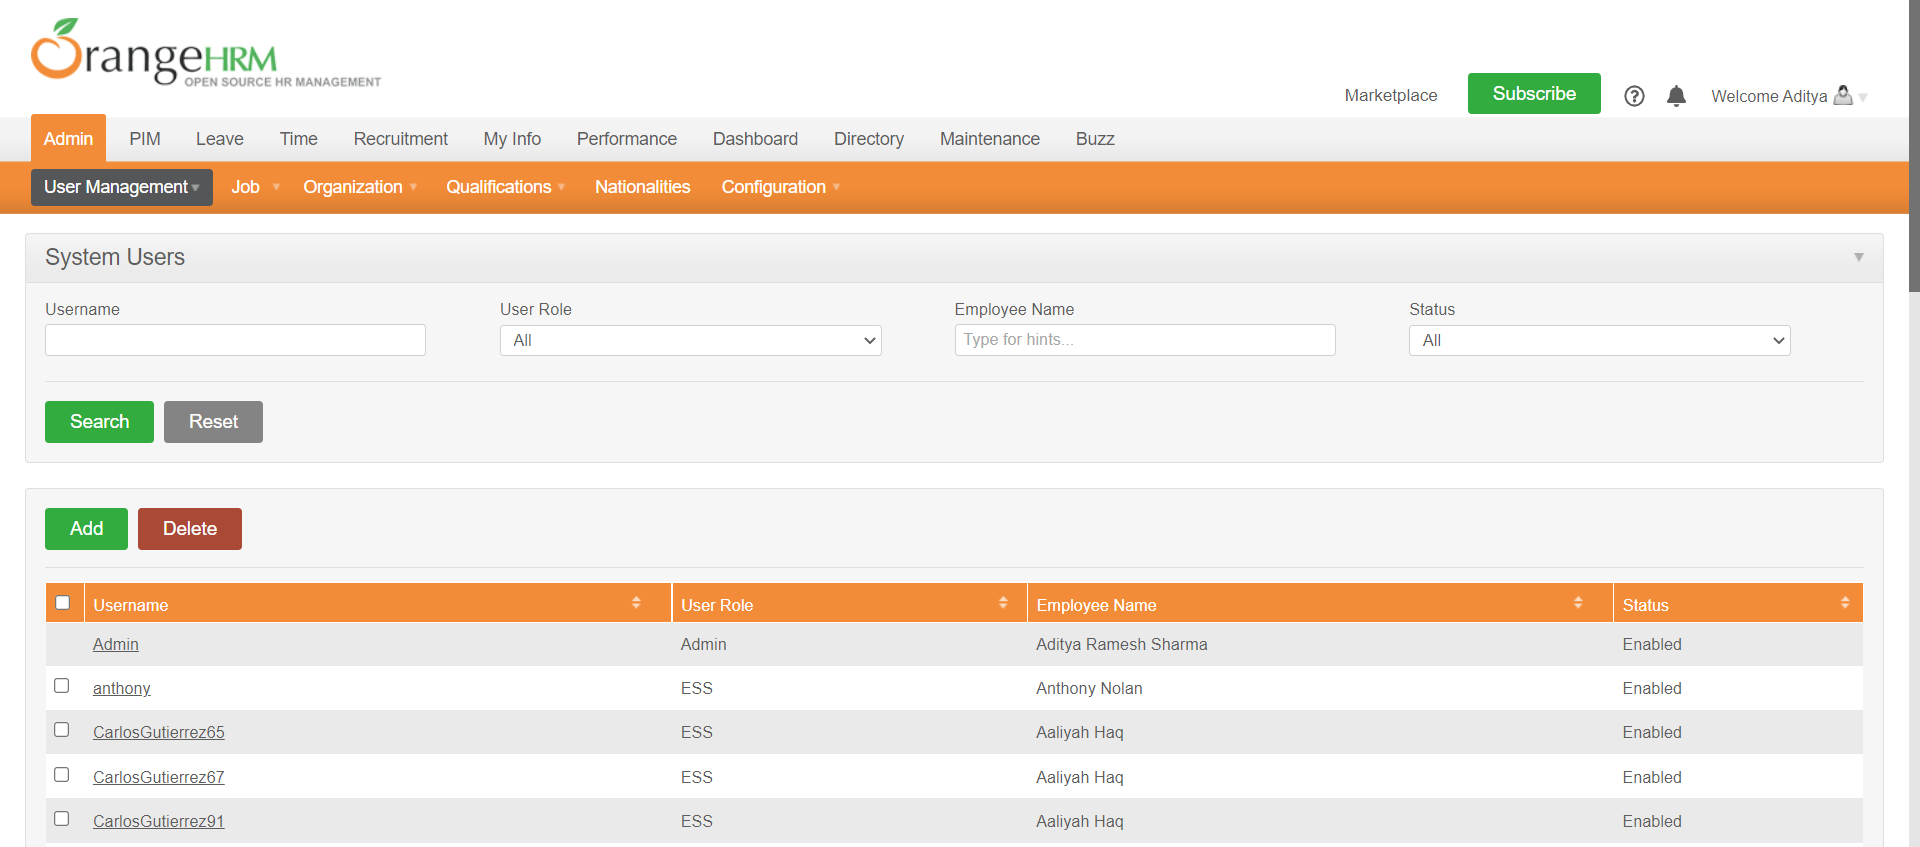 OrangeHRM
OPEN SOURCE HR MANAGEMENT
Marketplace Subscribe Welcome Aditya
Admin PIM Leave Time Recruitment My Info Performance Dashboard Directory Maintenance Buzz
User Management Job Organization Qualifications Nationalities Configuration
System Users
Username User Role Employee Name Status
All Type for hints... All
Search Reset
Add Delete
Username User Role Employee Name Status
Admin Admin Aditya Ramesh Sharma Enabled
anthony ESS Anthony Nolan Enabled
CarlosGutierrez65 ESS Aaliyah Haq Enabled
CarlosGutierrez67 ESS Aaliyah Haq Enabled
CarlosGutierrez91 ESS Aaliyah Haq Enabled